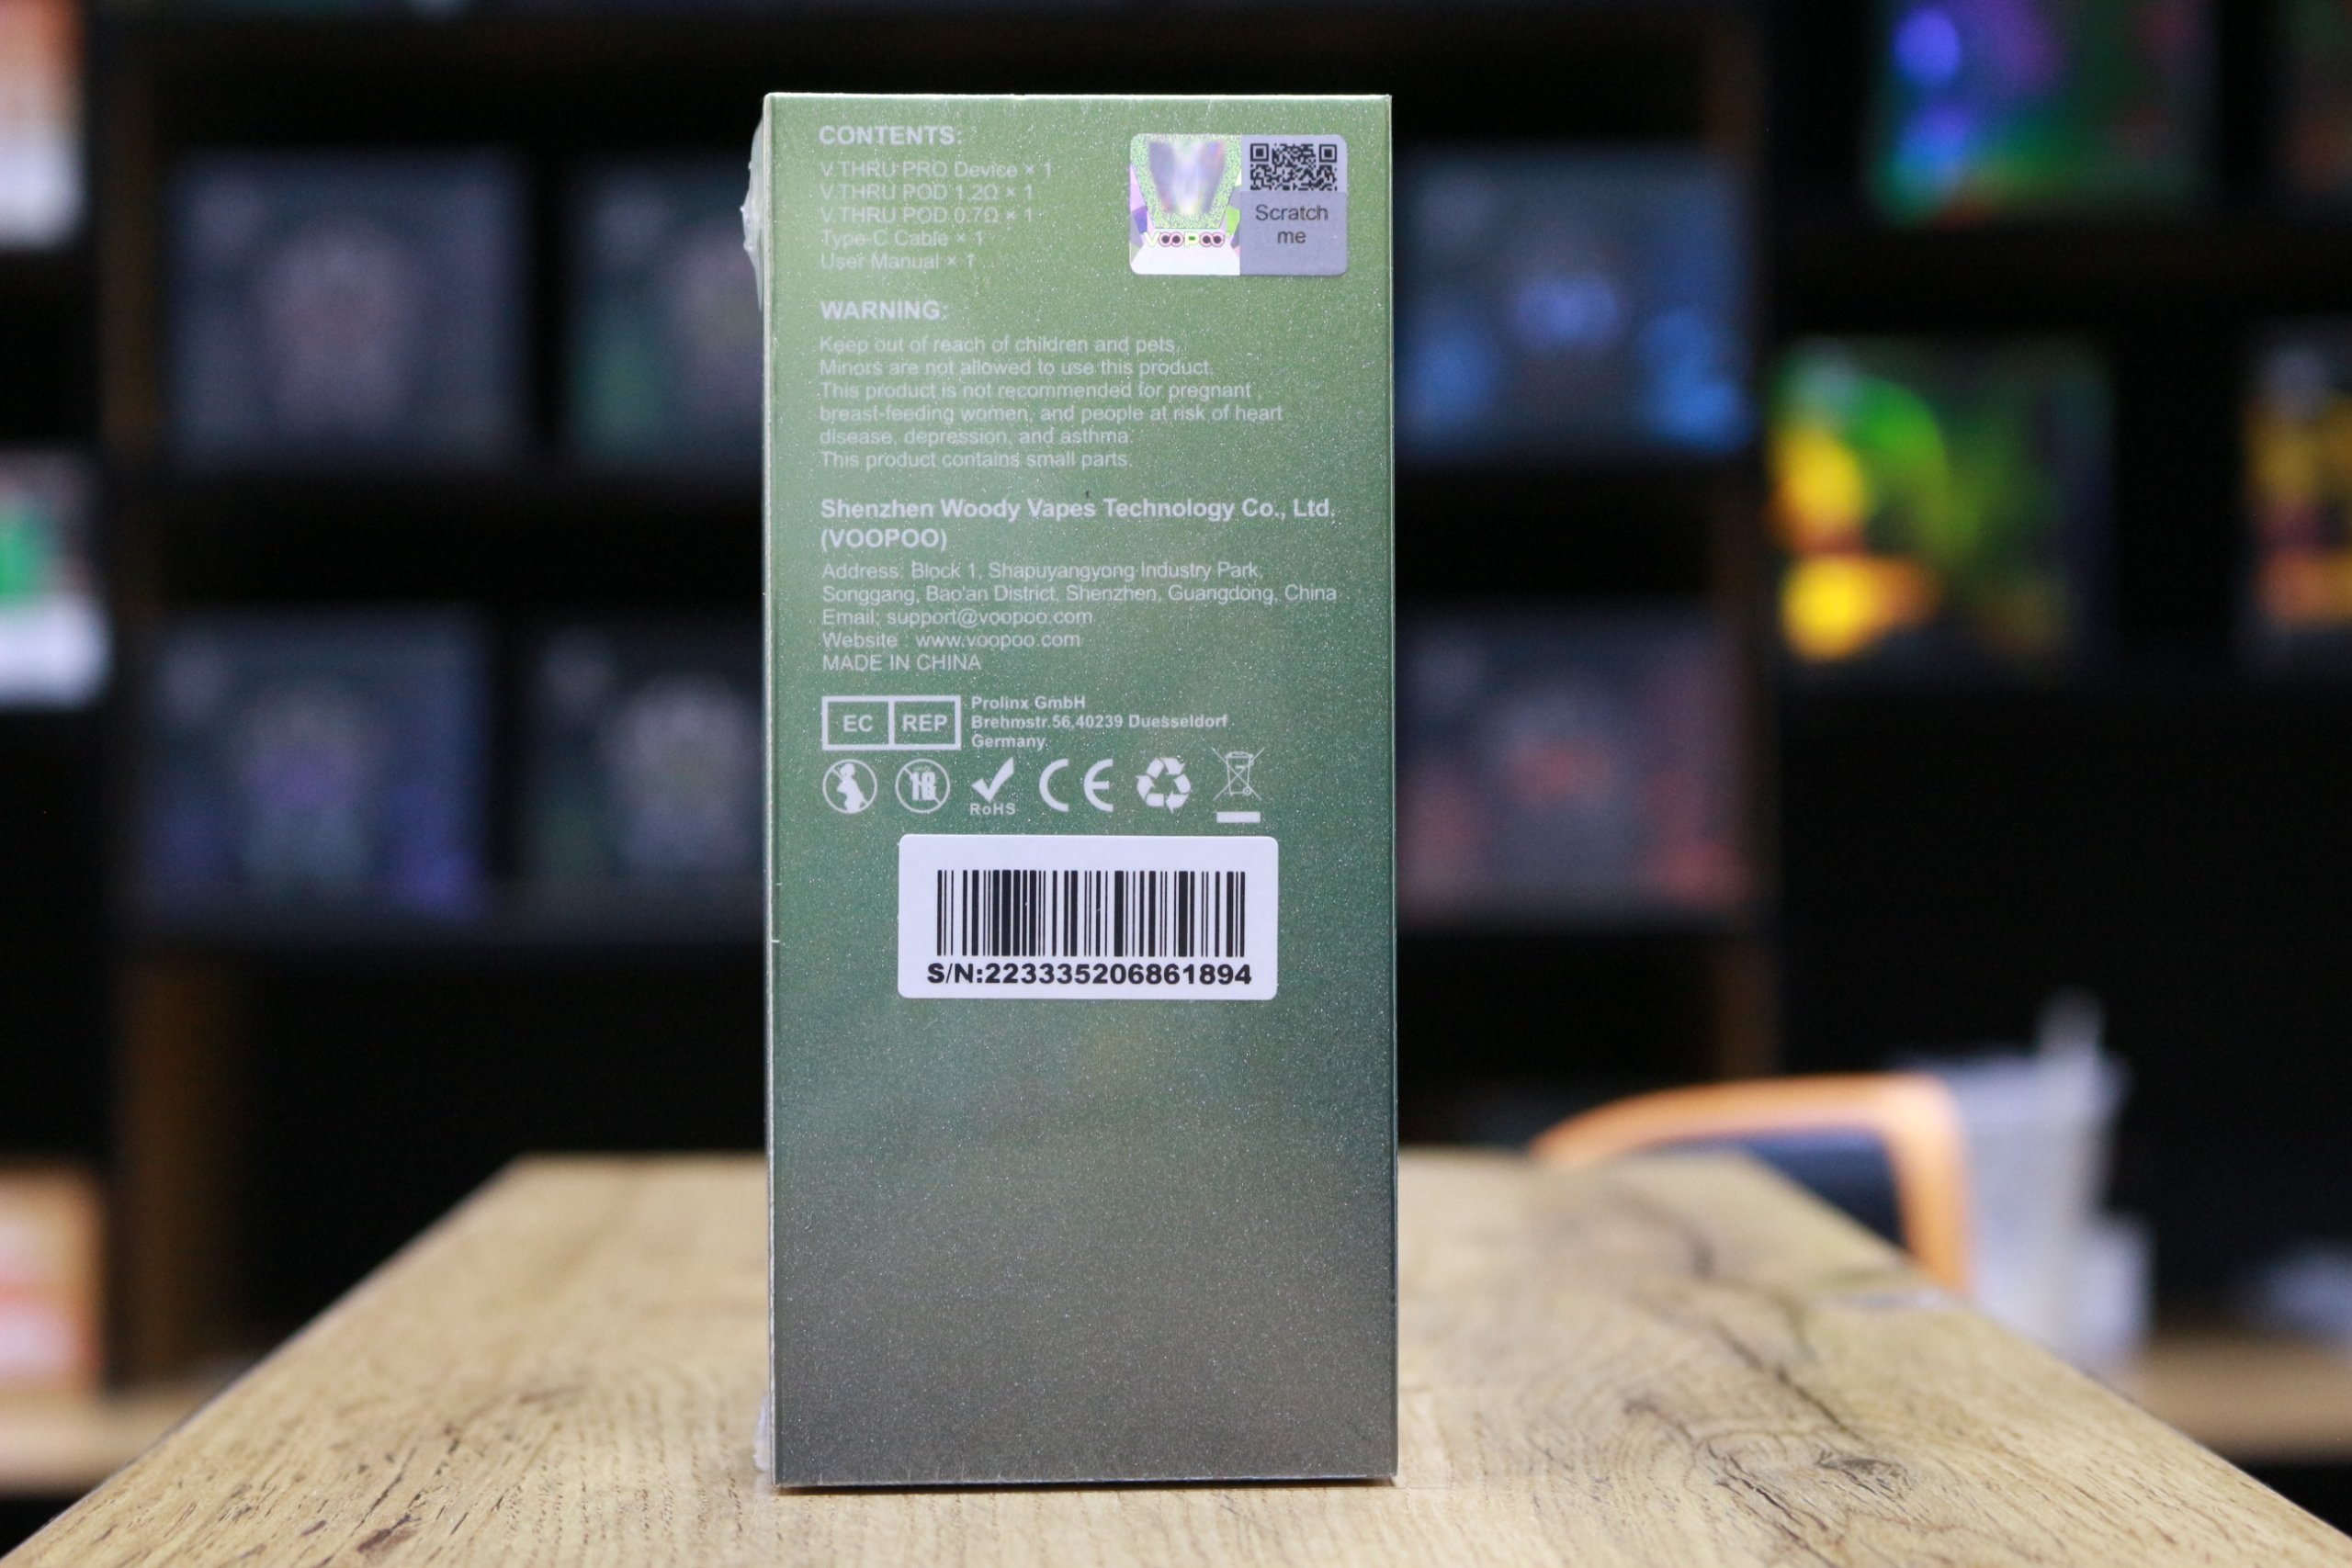 CONTENTS:
V.THRU PRO Device × 1
V.THRU POD 1.2Ω × 1
V.THRU POD 0.7Ω × 1
Type-C Cable × 1
User Manual × 1
VOOPOO
Scratch
me
WARNING:
Keep out of reach of children and pets.
Minors are not allowed to use this product.
This product is not recommended for pregnant ,
breast-feeding women, and people at risk of heart
disease, depression, and asthma.
This product contains small parts.
Shenzhen Woody Vapes Technology Co., Ltd.
(VOOPOO)
Address: Block 1, Shapuyangyong Industry Park,
Songgang, Bao'an District, Shenzhen, Guangdong, China
Email: support@voopoo.com
Website : www.voopoo.com
MADE IN CHINA
EC REP
Prolinx GmbH
Brehmstr.56,40239 Duesseldorf
Germany
18
RoHS
CE
S/N:223335206861894